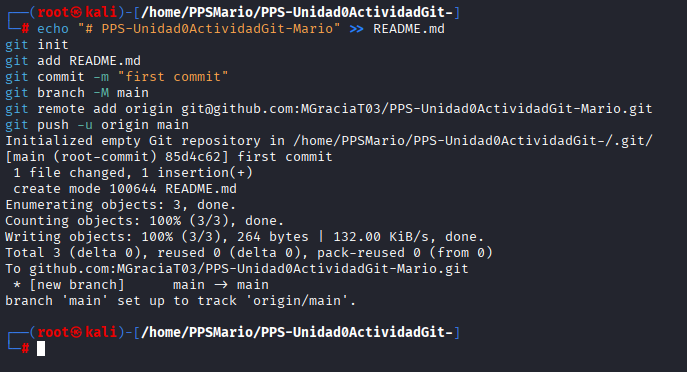 ┌──(root㉿kali)-[/home/PPSMario/PPS-Unidad0ActividadGit-]
└─# echo "# PPS-Unidad0ActividadGit-Mario" >> README.md
git init
git add README.md
git commit -m "first commit"
git branch -M main
git remote add origin git@github.com:MGraciaT03/PPS-Unidad0ActividadGit-Mario.git
git push -u origin main
Initialized empty Git repository in /home/PPSMario/PPS-Unidad0ActividadGit-/.git/
[main (root-commit) 85d4c62] first commit
 1 file changed, 1 insertion(+)
 create mode 100644 README.md
Enumerating objects: 3, done.
Counting objects: 100% (3/3), done.
Writing objects: 100% (3/3), 264 bytes | 132.00 KiB/s, done.
Total 3 (delta 0), reused 0 (delta 0), pack-reused 0 (from 0)
To github.com:MGraciaT03/PPS-Unidad0ActividadGit-Mario.git
 * [new branch]      main -> main
branch 'main' set up to track 'origin/main'.
┌──(root㉿kali)-[/home/PPSMario/PPS-Unidad0ActividadGit-]
└─#